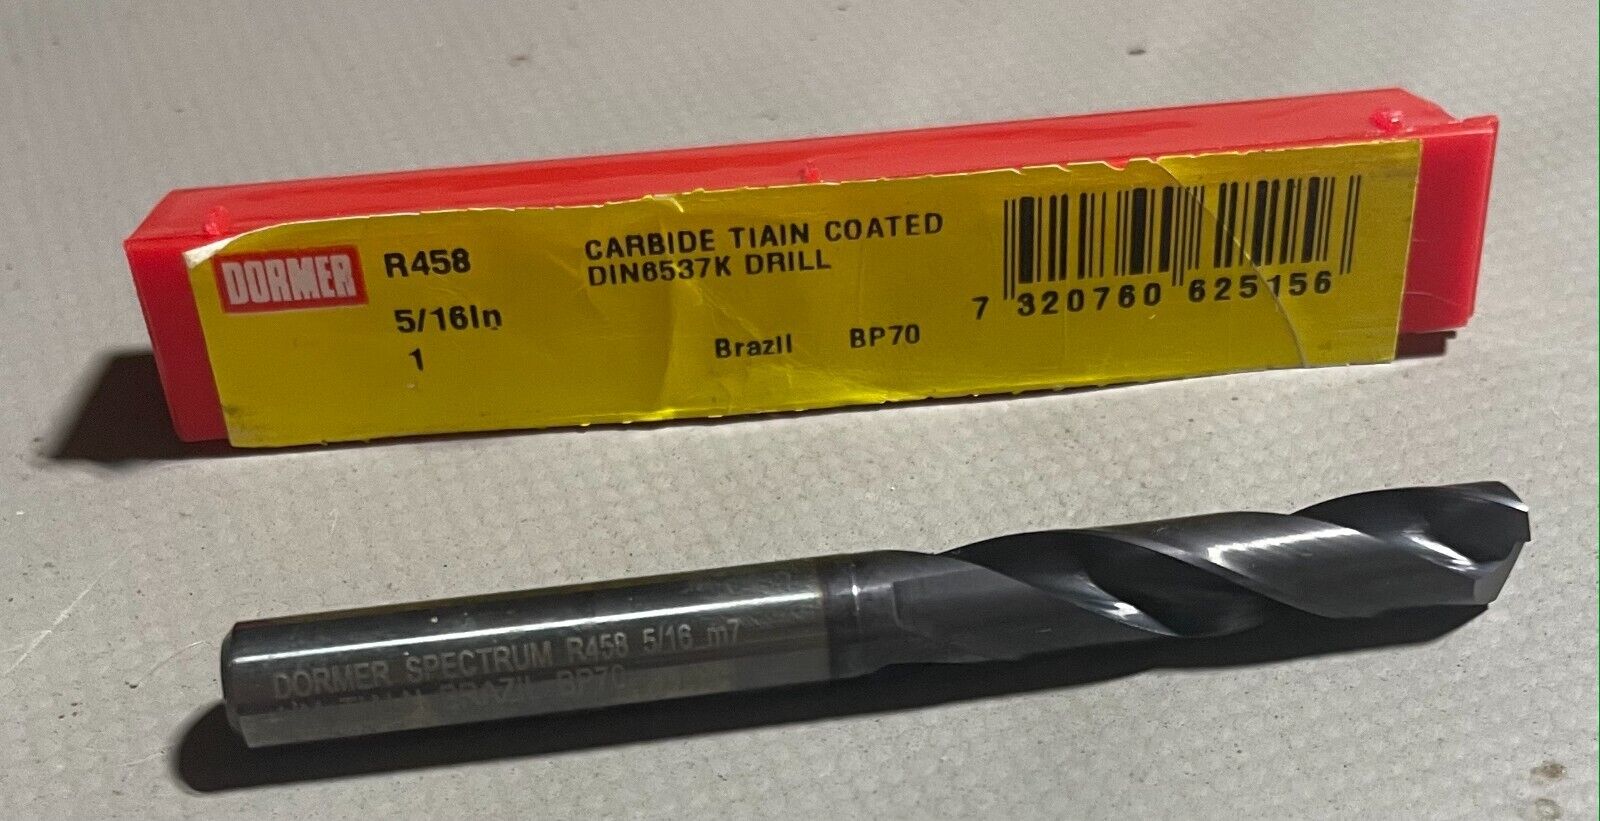 DORMER R458 CARBIDE TIAIN COATED
DIN6537K DRILL
5/16In
1 Brazil BP70
7 320760 625156
DORMER SPECTRUM R458 5/16 m7
BRAZIL BP70